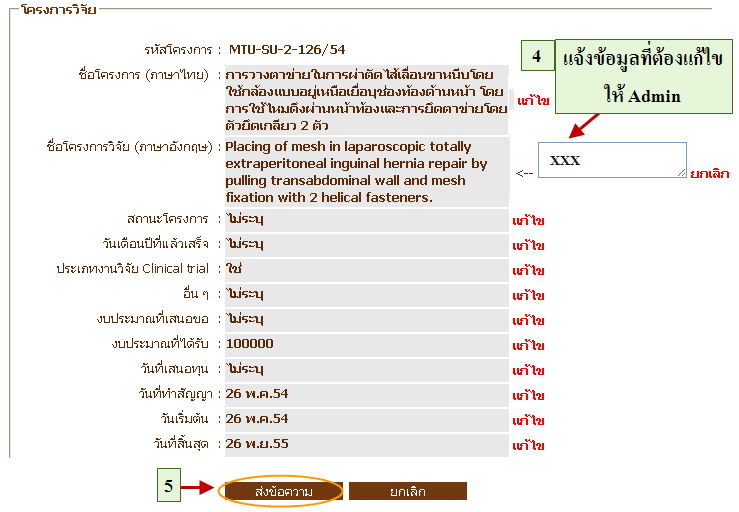 โครงการวิจัย
รหัสโครงการ : MTU-SU-2-126/54
4
แจ้งข้อมูลที่ต้องแก้ไข
ให้ Admin
ชื่อโครงการ (ภาษาไทย) : การวางตาข่ายในการผ่าตัดไส้เลื่อนขาหนีบโดย
ใช้กล้องแบบอยู่เหนือเยื่อบุช่องท้องด้านหน้า โดย
การใช้ไหมดึงผ่านหน้าท้องและการยึดตาข่ายโดย
ตัวยึดเกลียว 2 ตัว
แก้ไข
ชื่อโครงการวิจัย (ภาษาอังกฤษ) : Placing of mesh in laparoscopic totally
extraperitoneal inguinal hernia repair by
pulling transabdominal wall and mesh
fixation with 2 helical fasteners.
<-- XXX ยกเลิก
สถานะโครงการ : ไม่ระบุ แก้ไข
วันเดือนปีที่แล้วเสร็จ : ไม่ระบุ แก้ไข
ประเภทงานวิจัย Clinical trial : ใช่ แก้ไข
อื่น ๆ : ไม่ระบุ แก้ไข
งบประมาณที่เสนอขอ : ไม่ระบุ แก้ไข
งบประมาณที่ได้รับ : 100000 แก้ไข
วันที่เสนอทุน : ไม่ระบุ แก้ไข
วันที่ทำสัญญา : 26 พ.ค.54 แก้ไข
วันเริ่มต้น : 26 พ.ค.54 แก้ไข
วันที่สิ้นสุด : 26 พ.ย.55 แก้ไข
5 ส่งข้อความ ยกเลิก